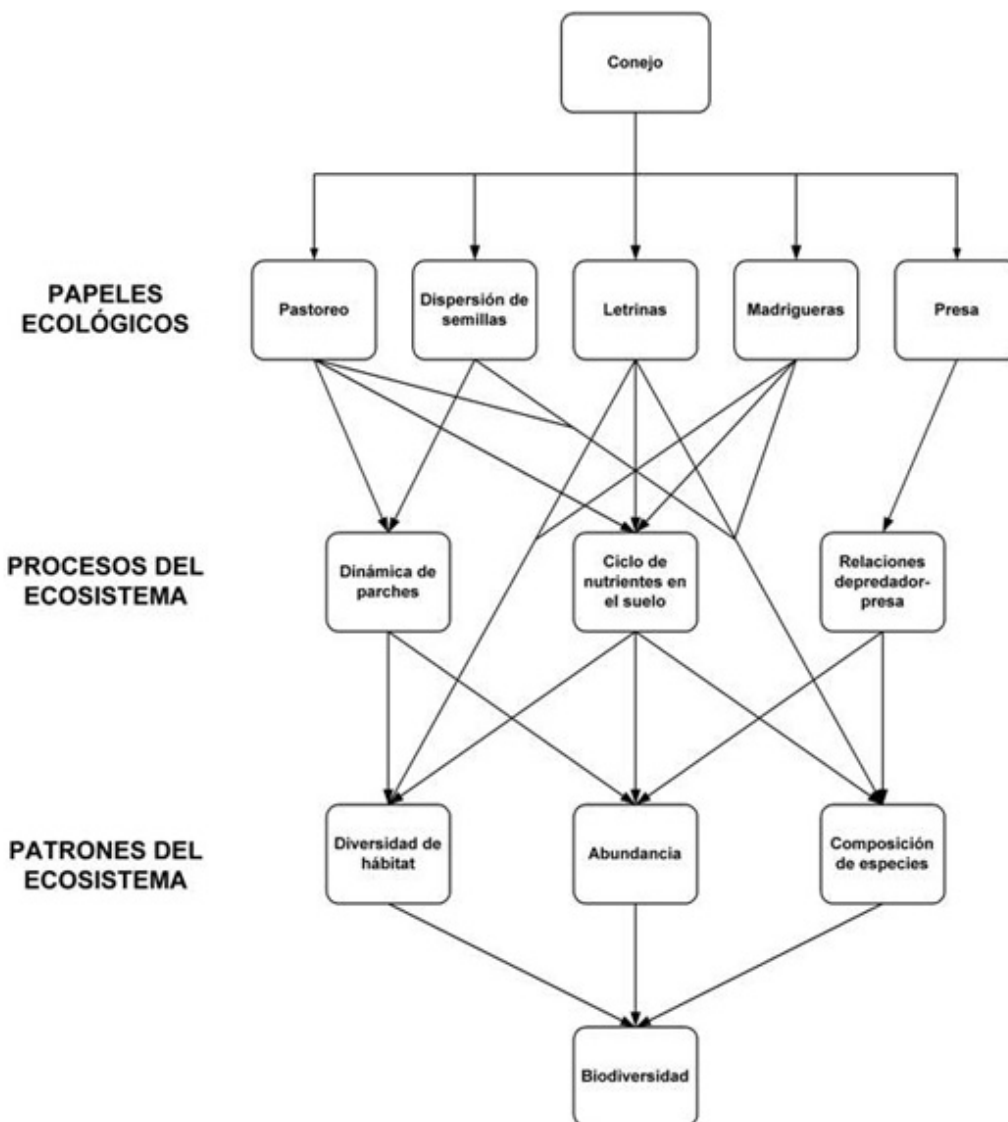 Conejo
PAPELES
ECOLÓGICOS
Pastoreo
Dispersión de
semillas
Letrinas
Madrigueras
Presa
PROCESOS DEL
ECOSISTEMA
Dinámica de
parches
Ciclo de
nutrientes en
el suelo
Relaciones
depredador-
presa
PATRONES DEL
ECOSISTEMA
Diversidad de
hábitat
Abundancia
Composición
de especies
Biodiversidad